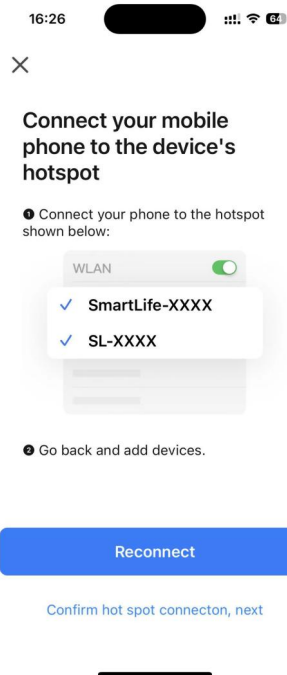 16:26
64
Connect your mobile
phone to the device's
hotspot
❶ Connect your phone to the hotspot
shown below:
WLAN
SmartLife-XXXX
SL-XXXX
❷ Go back and add devices.
Reconnect
Confirm hot spot connecton, next